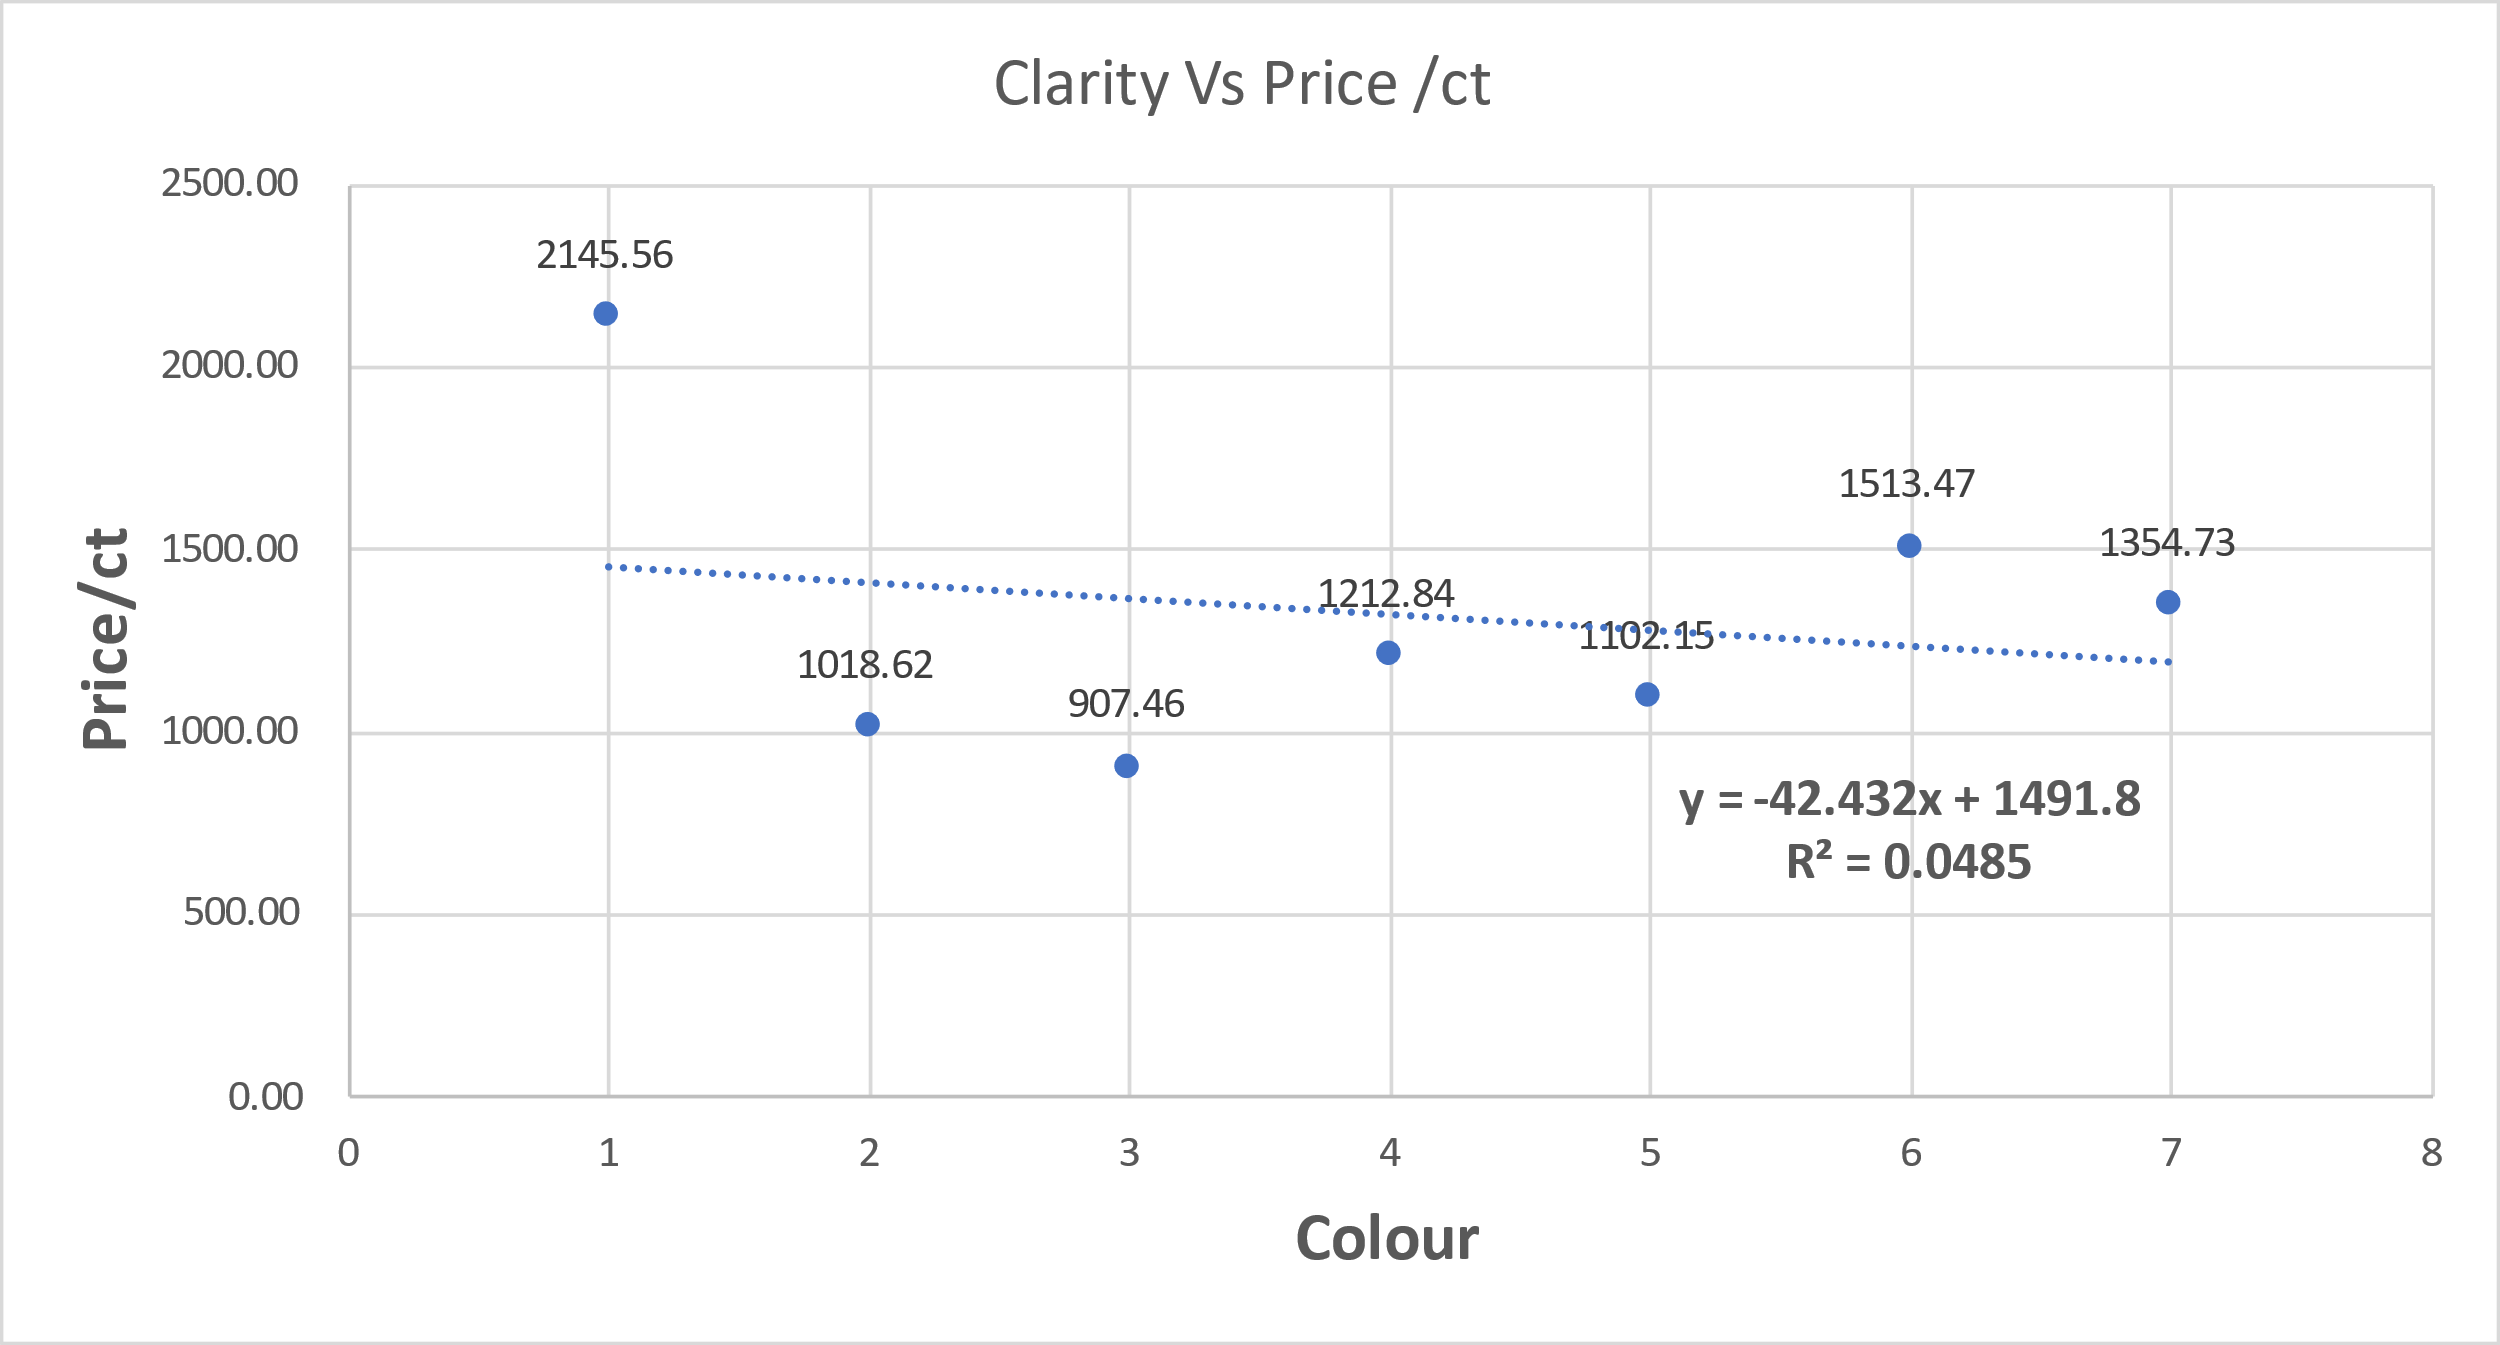 Clarity Vs Price /ct
2500.00
2000.00
1500.00
1000.00
500.00
0.00
Price/ct
2145.56
1018.62
907.46
1212.84
1102.15
1513.47
1354.73
y = -42.432x + 1491.8
R² = 0.0485
0 1 2 3 4 5 6 7 8
Colour